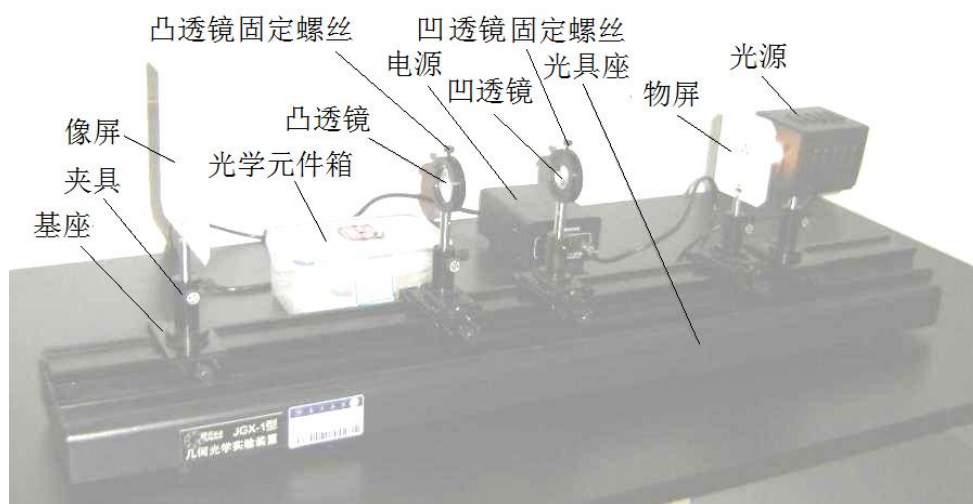 凸透镜固定螺丝
凹透镜固定螺丝
电源
光具座
光源
凹透镜
物屏
凸透镜
像屏
光学元件箱
夹具
基座
JGX-1型
几何光学实验装置